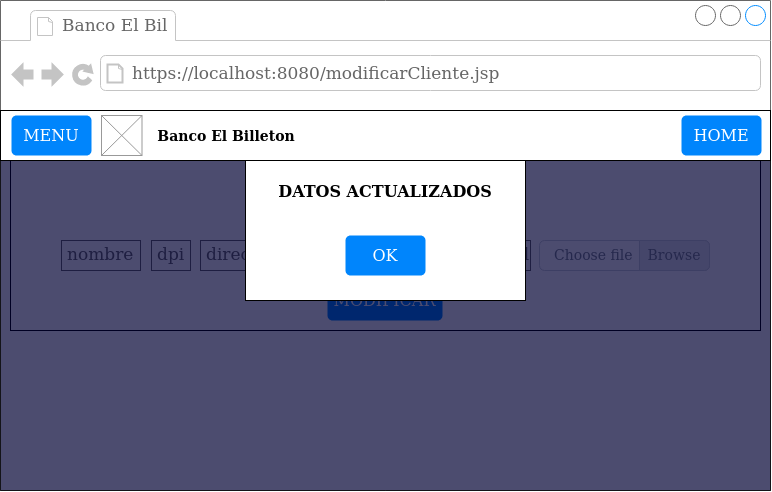 Banco El Bil
https://localhost:8080/modificarCliente.jsp
MENU Banco El Billeton HOME
DATOS ACTUALIZADOS
nombre dpi direc OK Choose file Browse
MODIFICAR